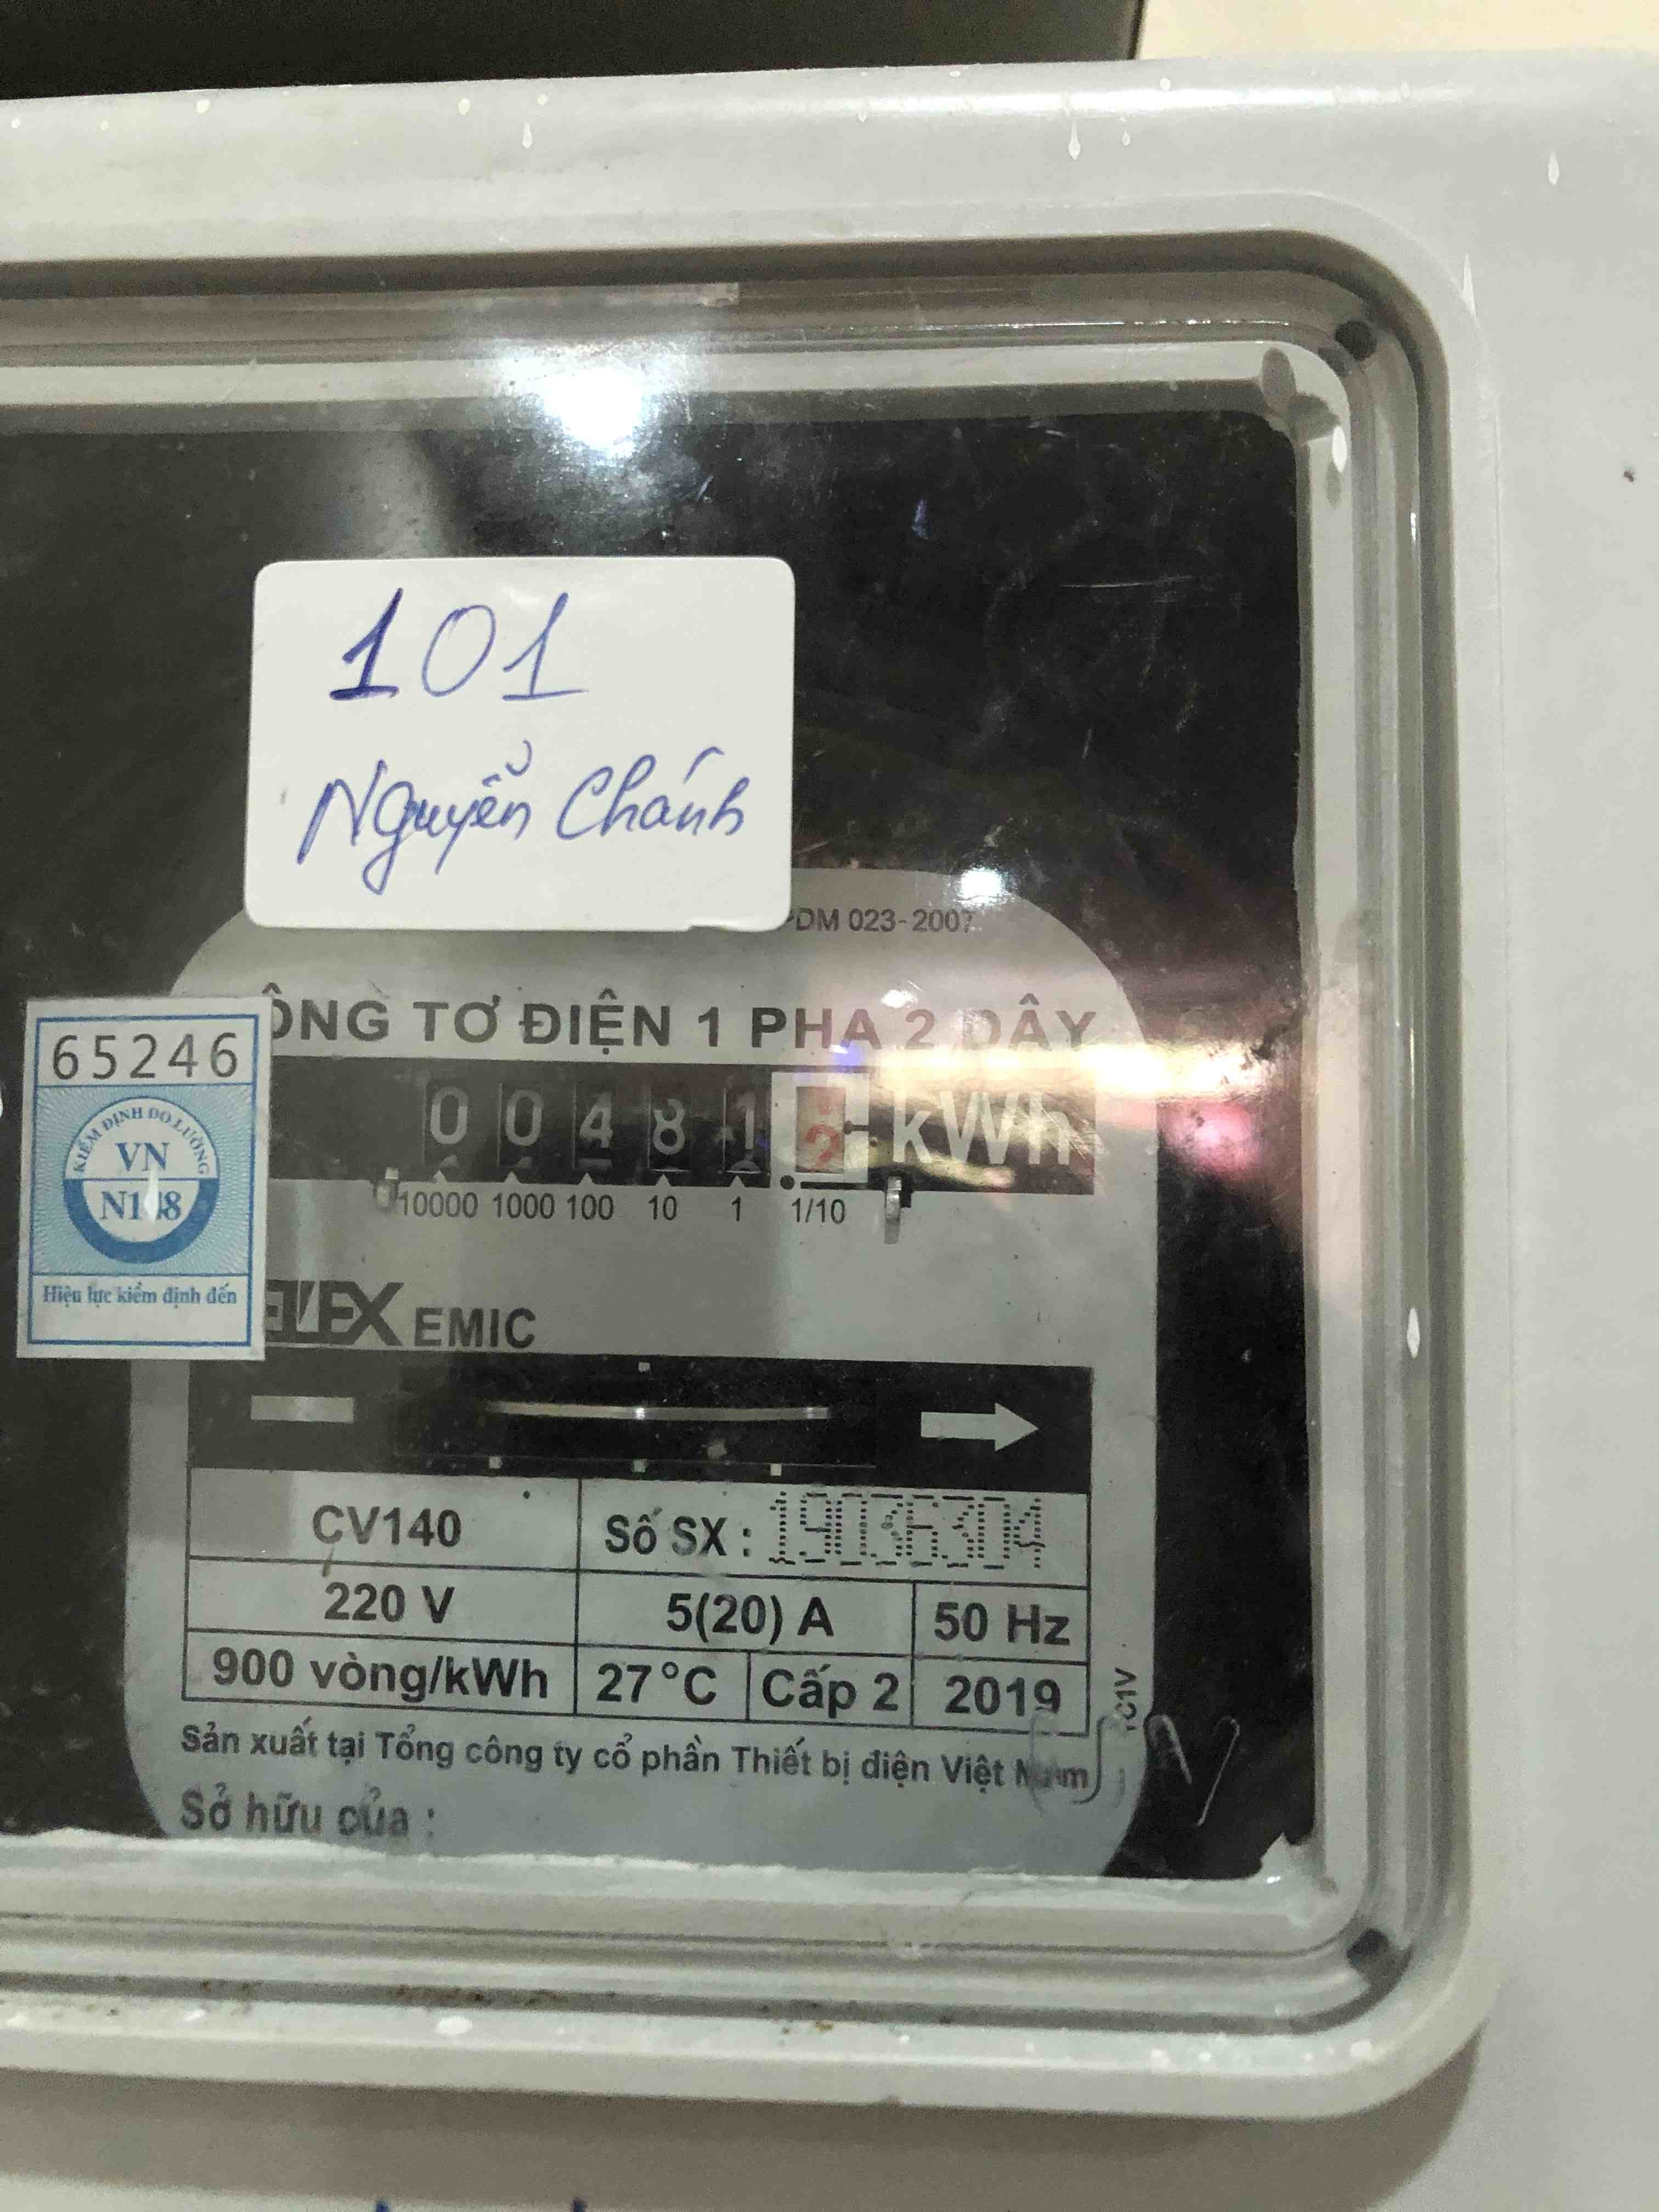 101
Nguyễn Chánh
PDM 023-2007
ÔNG TƠ ĐIỆN 1 PHA 2 DÂY
65246
KIỂM ĐỊNH ĐO LƯỜNG
VN
Hiệu lực kiểm định đến
0 0 4 8 1 2 kWh
10000 1000 100 10 1 1/10
ELEX EMIC
CV140 Số SX : 19036304
220 V 5(20) A 50 Hz
900 vòng/kWh 27°C Cấp 2 2019
Sản xuất tại Tổng công ty cổ phần Thiết bị điện Việt Nam
Sở hữu của :